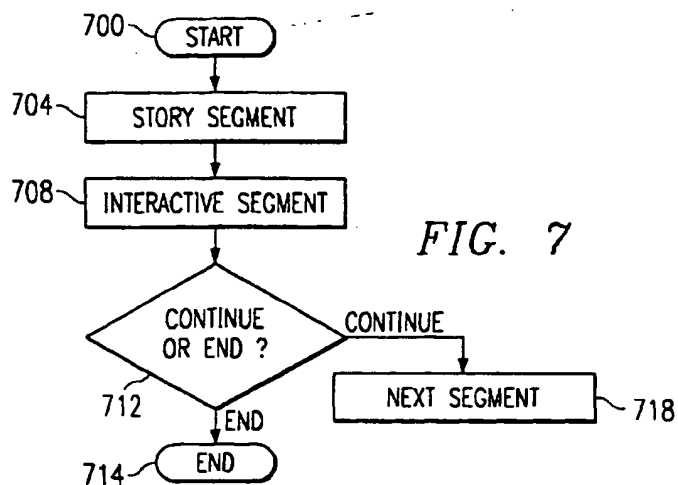 700 START
704 STORY SEGMENT
708 INTERACTIVE SEGMENT
FIG. 7
CONTINUE
OR END ?
CONTINUE
712
NEXT SEGMENT 718
END
714 END